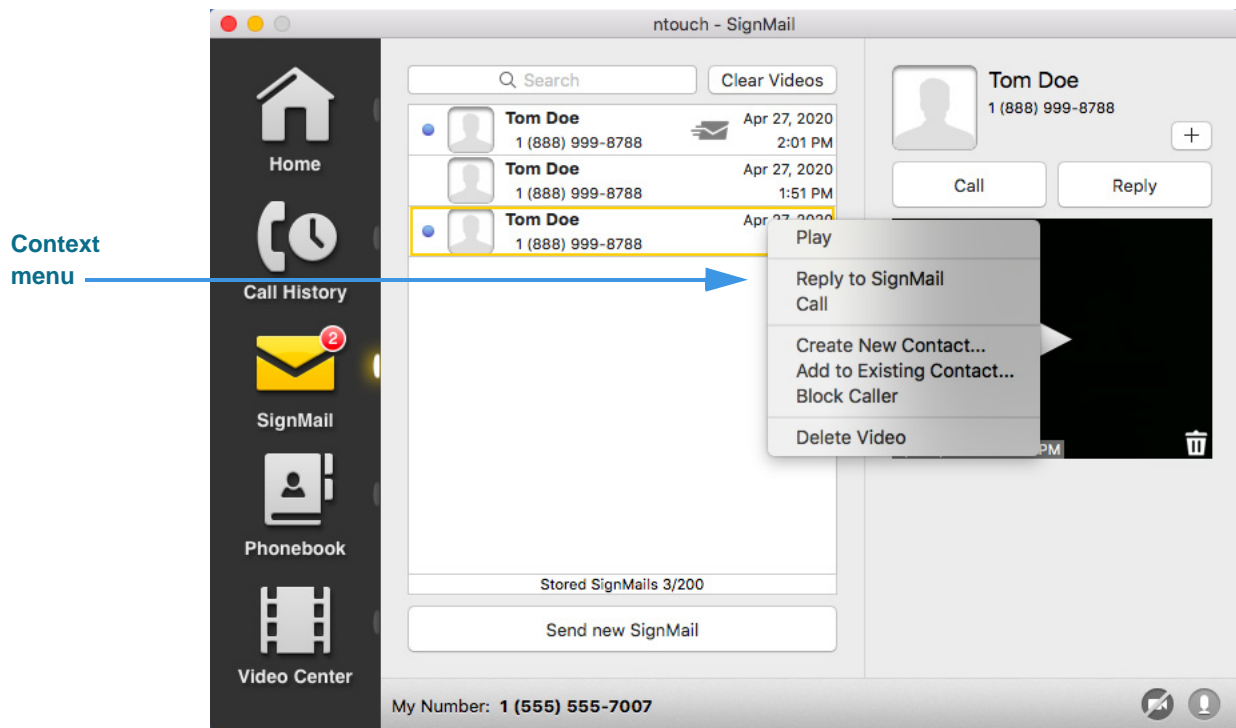 ntouch - SignMail
Context
menu
Home
Call History
2
SignMail
Phonebook
Video Center
Search
Clear Videos
Tom Doe
Apr 27, 2020
1 (888) 999-8788
2:01 PM
Tom Doe
Apr 27, 2020
1 (888) 999-8788
1:51 PM
Tom Doe
Apr 27, 2020
1 (888) 999-8788
Stored SignMails 3/200
Send new SignMail
Play
Reply to SignMail
Call
Create New Contact...
Add to Existing Contact...
Block Caller
Delete Video
Tom Doe
1 (888) 999-8788
+
Call
Reply
PM
My Number: 1 (555) 555-7007